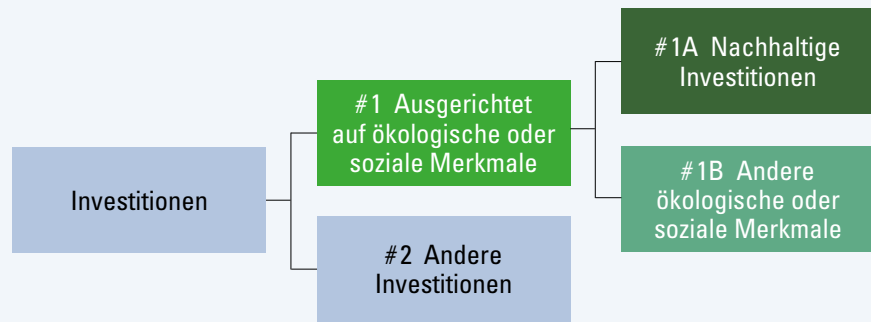 Investitionen
#1 Ausgerichtet
auf ökologische oder
soziale Merkmale
#2 Andere
Investitionen
#1A Nachhaltige
Investitionen
#1B Andere
ökologische oder
soziale Merkmale